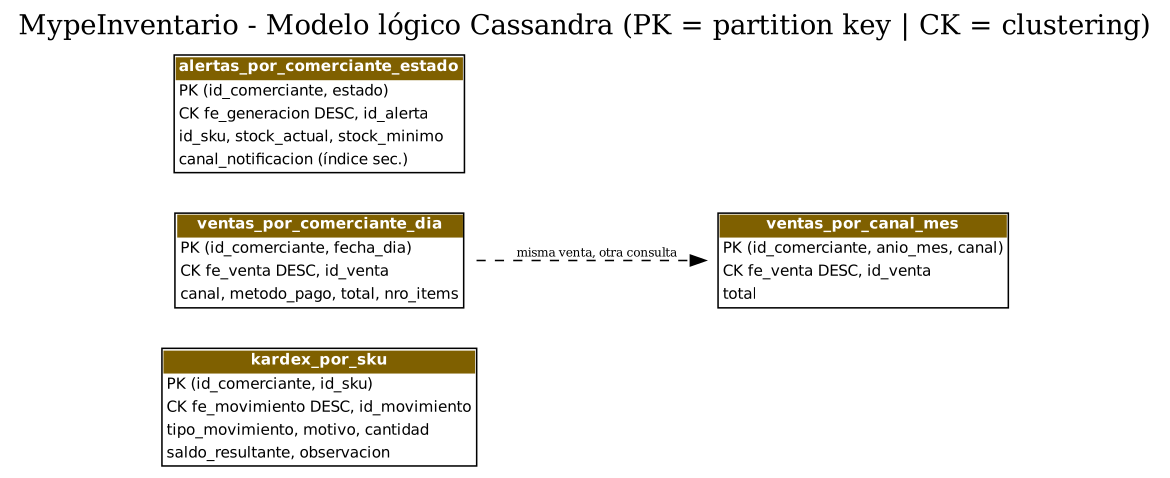 MypeInventario - Modelo lógico Cassandra (PK = partition key | CK = clustering)
alertas_por_comerciante_estado
PK (id_comerciante, estado)
CK fe_generacion DESC, id_alerta
id_sku, stock_actual, stock_minimo
canal_notificacion (índice sec.)
ventas_por_comerciante_dia
PK (id_comerciante, fecha_dia)
CK fe_venta DESC, id_venta
canal, metodo_pago, total, nro_items
misma venta, otra consulta
ventas_por_canal_mes
PK (id_comerciante, anio_mes, canal)
CK fe_venta DESC, id_venta
total
kardex_por_sku
PK (id_comerciante, id_sku)
CK fe_movimiento DESC, id_movimiento
tipo_movimiento, motivo, cantidad
saldo_resultante, observacion